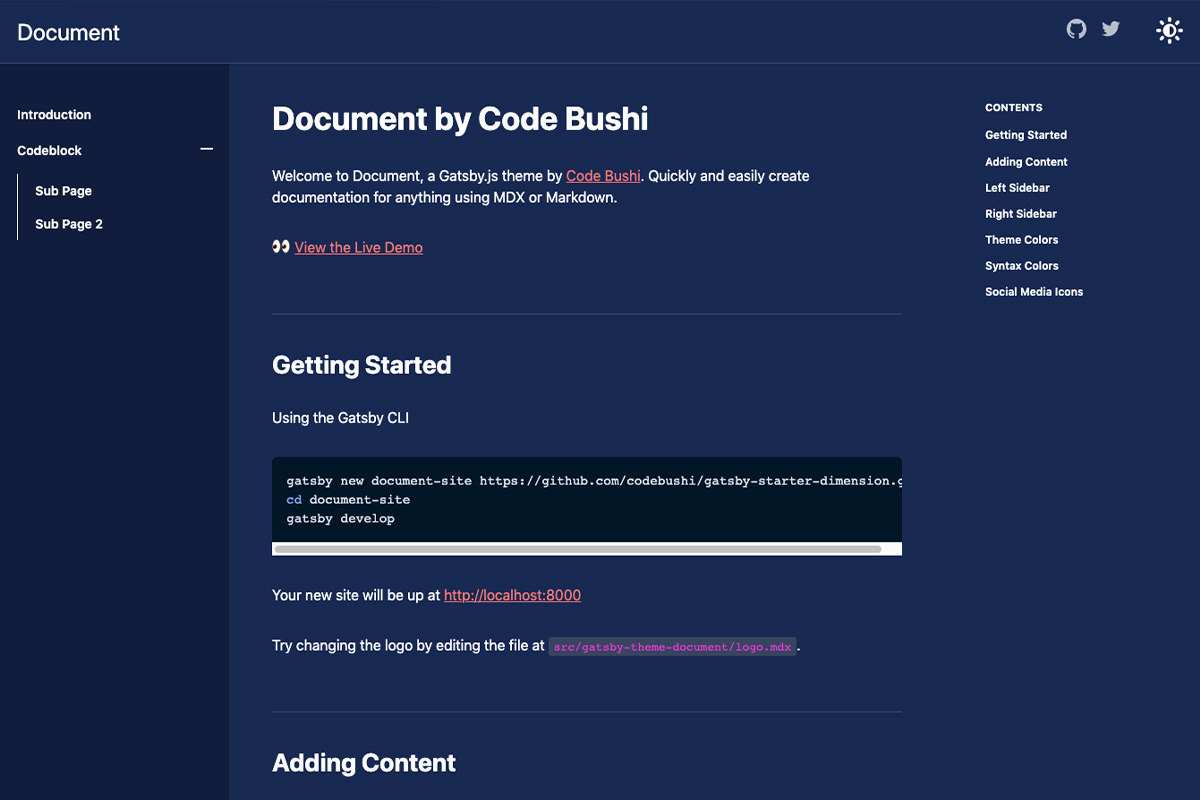 Document
Introduction
Codeblock
Sub Page
Sub Page 2
Document by Code Bushi
Welcome to Document, a Gatsby.js theme by Code Bushi. Quickly and easily create
documentation for anything using MDX or Markdown.
👀 View the Live Demo
Getting Started
Using the Gatsby CLI
gatsby new document-site https://github.com/codebushi/gatsby-starter-dimension.g
cd document-site
gatsby develop
Your new site will be up at http://localhost:8000
Try changing the logo by editing the file at src/gatsby-theme-document/logo.mdx.
Adding Content
CONTENTS
Getting Started
Adding Content
Left Sidebar
Right Sidebar
Theme Colors
Syntax Colors
Social Media Icons